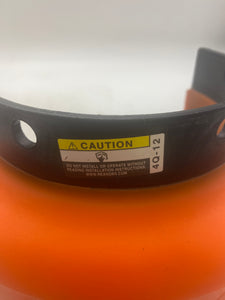 ⚠ CAUTION
DO NOT INSTALL OR OPERATE WITHOUT
READING INSTALLATION INSTRUCTIONS
4Q-12